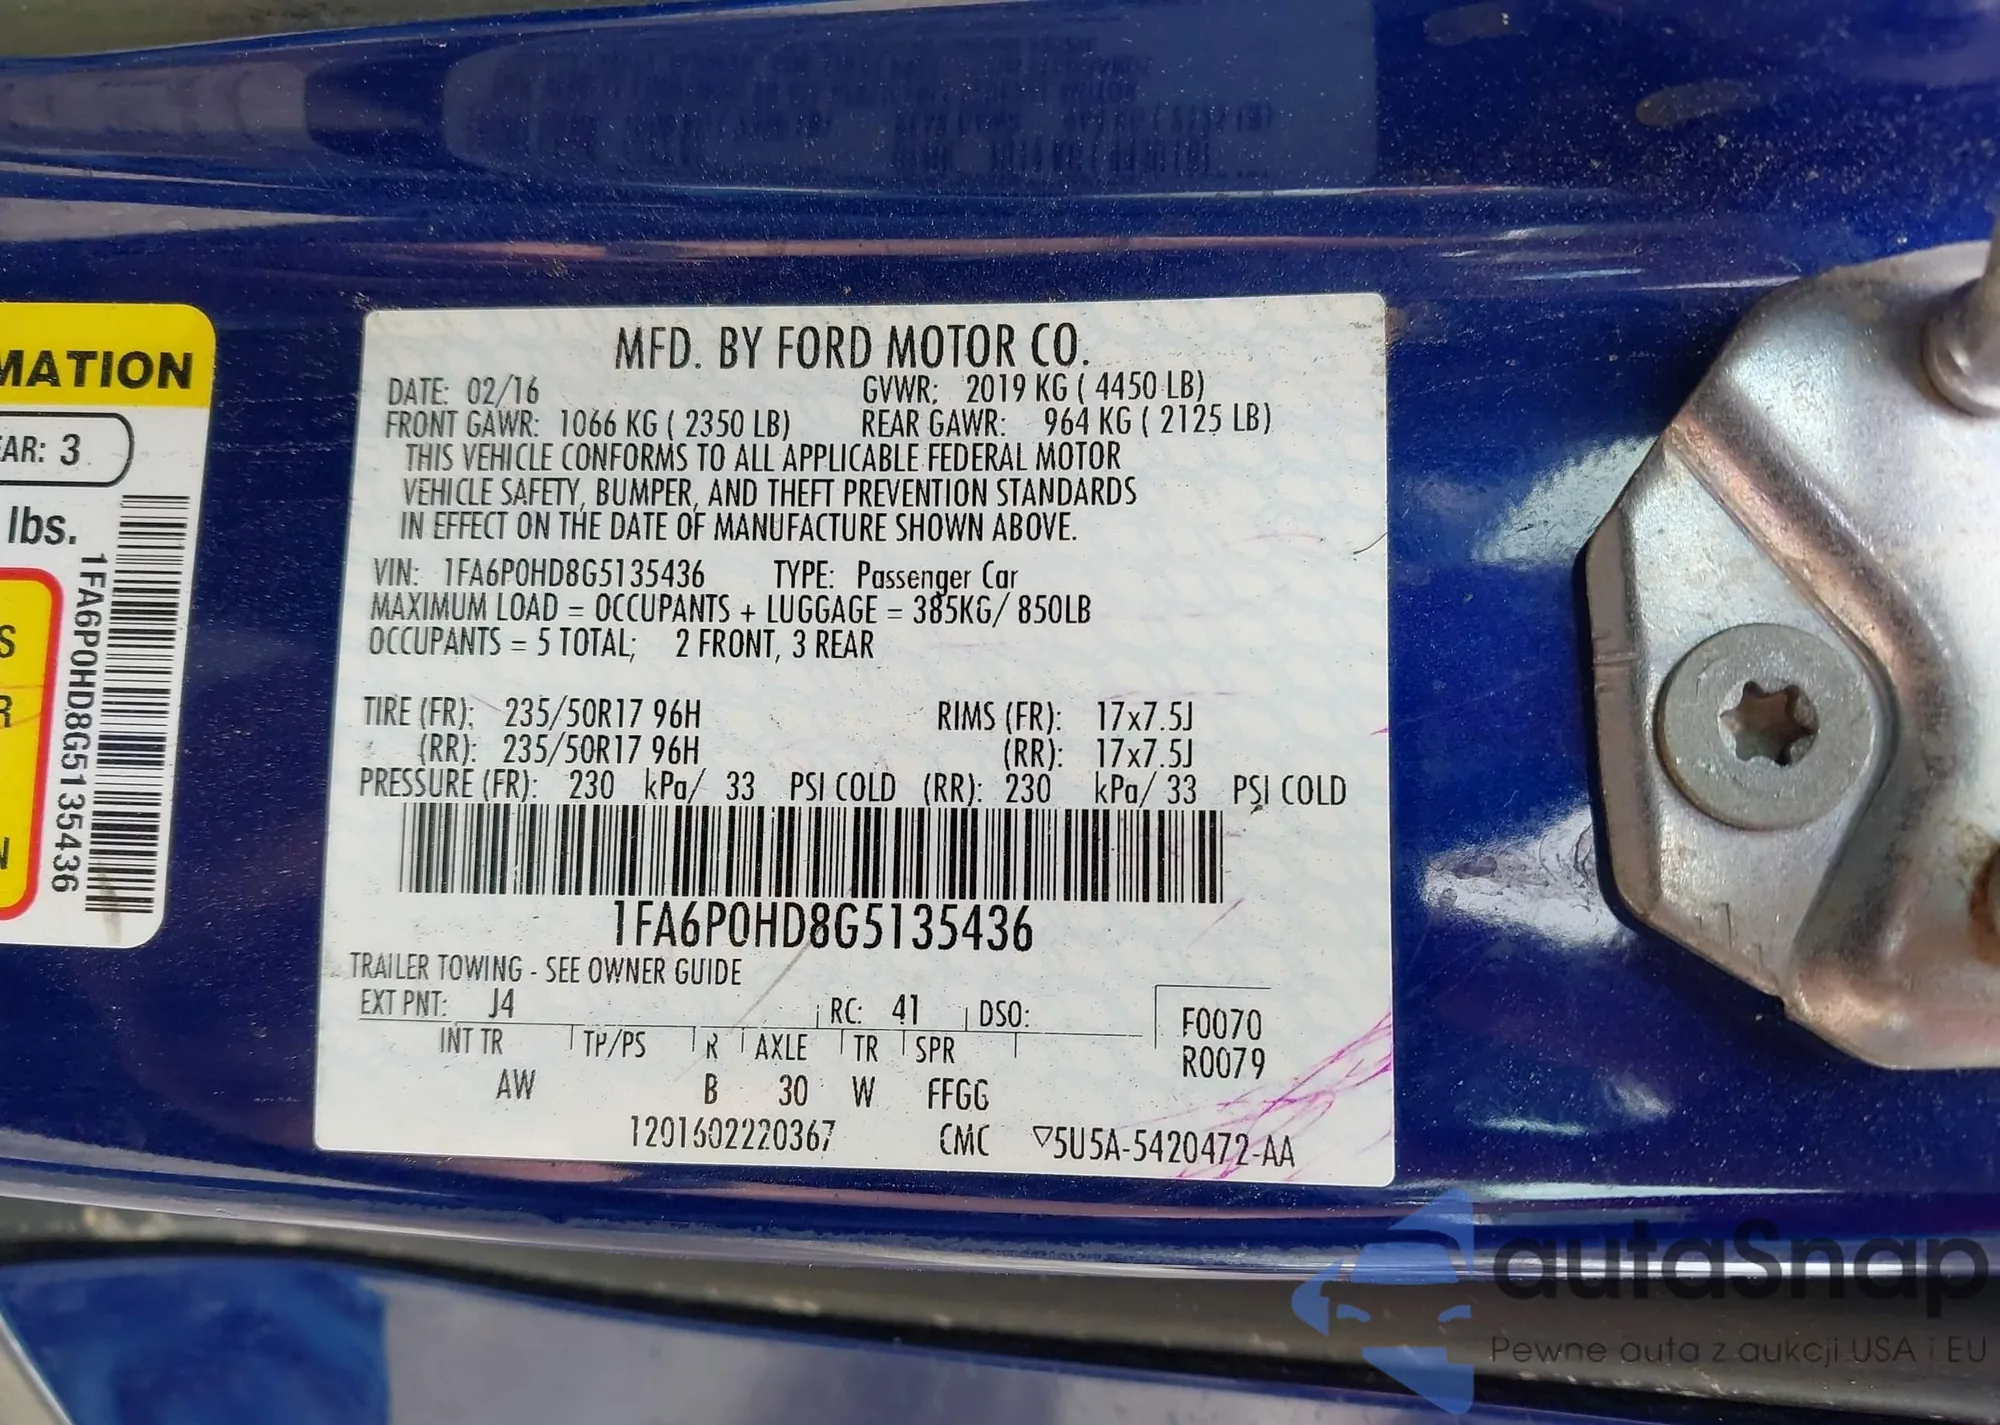 MATION
EAR: 3
lbs.
S
R
N
1FA6P0HD8G5135436
MFD. BY FORD MOTOR CO.
DATE: 02/16 GVWR: 2019 KG ( 4450 LB)
FRONT GAWR: 1066 KG ( 2350 LB) REAR GAWR: 964 KG ( 2125 LB)
THIS VEHICLE CONFORMS TO ALL APPLICABLE FEDERAL MOTOR
VEHICLE SAFETY, BUMPER, AND THEFT PREVENTION STANDARDS
IN EFFECT ON THE DATE OF MANUFACTURE SHOWN ABOVE.
VIN: 1FA6P0HD8G5135436 TYPE: Passenger Car
MAXIMUM LOAD = OCCUPANTS + LUGGAGE = 385KG/ 850LB
OCCUPANTS = 5 TOTAL; 2 FRONT, 3 REAR
TIRE (FR): 235/50R17 96H RIMS (FR): 17x7.5J
(RR): 235/50R17 96H (RR): 17x7.5J
PRESSURE (FR): 230 kPa/ 33 PSI COLD (RR): 230 kPa/ 33 PSI COLD
1FA6P0HD8G5135436
TRAILER TOWING - SEE OWNER GUIDE
EXT PNT: J4 RC: 41 DSO: F0070
INT TR TP/PS R AXLE TR SPR R0079
AW B 30 W FFGG
1201602220367 CMC ▽5U5A-5420472-AA
autaSnap
Pewne auta z aukcji USA i EU